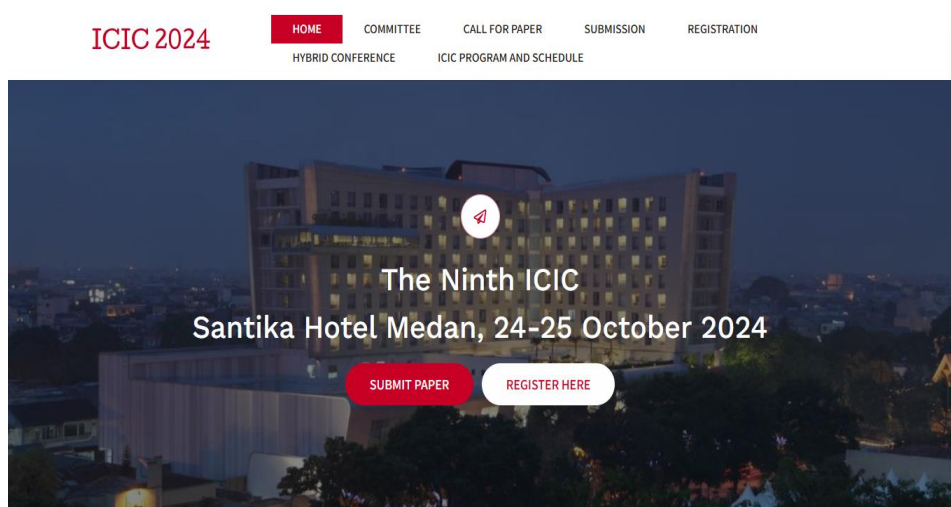 ICIC 2024
HOME COMMITTEE CALL FOR PAPER SUBMISSION REGISTRATION
HYBRID CONFERENCE ICIC PROGRAM AND SCHEDULE
The Ninth ICIC
Santika Hotel Medan, 24-25 October 2024
SUBMIT PAPER REGISTER HERE